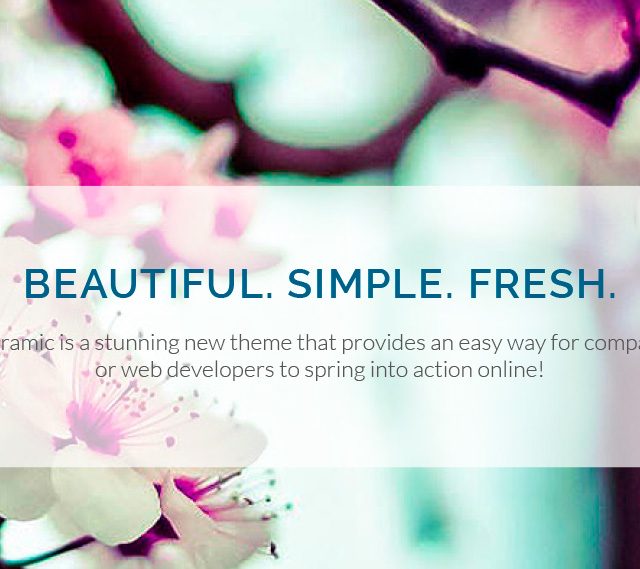 BEAUTIFUL. SIMPLE. FRESH.
ramic is a stunning new theme that provides an easy way for compa
or web developers to spring into action online!